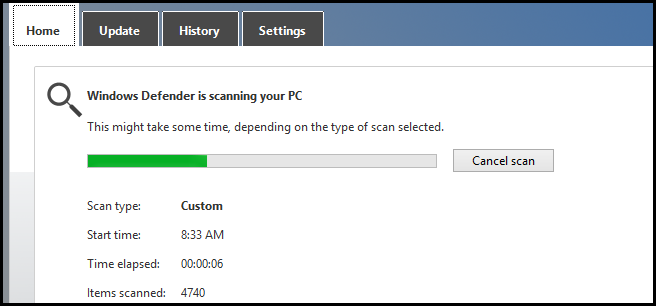 Home Update History Settings
Windows Defender is scanning your PC
This might take some time, depending on the type of scan selected.
Cancel scan
Scan type: Custom
Start time: 8:33 AM
Time elapsed: 00:00:06
Items scanned: 4740